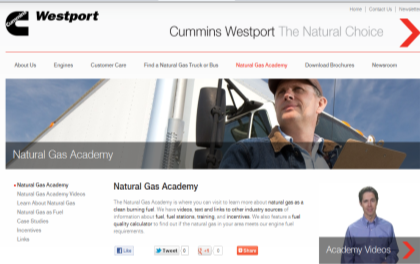 Home | Contact Us | Newsletter
Cummins
Westport
Cummins Westport The Natural Choice
About Us Engines Customer Care Find a Natural Gas Truck or Bus Natural Gas Academy Download Brochures Newsroom
Natural Gas Academy
Natural Gas Academy
Natural Gas Academy Videos
Learn About Natural Gas
Natural Gas as Fuel
Case Studies
Incentives
Links
Natural Gas Academy
The Natural Gas Academy is where you can visit to learn more about natural gas as a
clean burning fuel. We have videos, text and links to other industry sources of
information about fuel, fuel stations, training, and incentives. We also feature a fuel
quality calculator to find out if the natural gas in your area meets our engine fuel
requirements.
Like
Tweet 0
+1 0
Share
Academy Videos